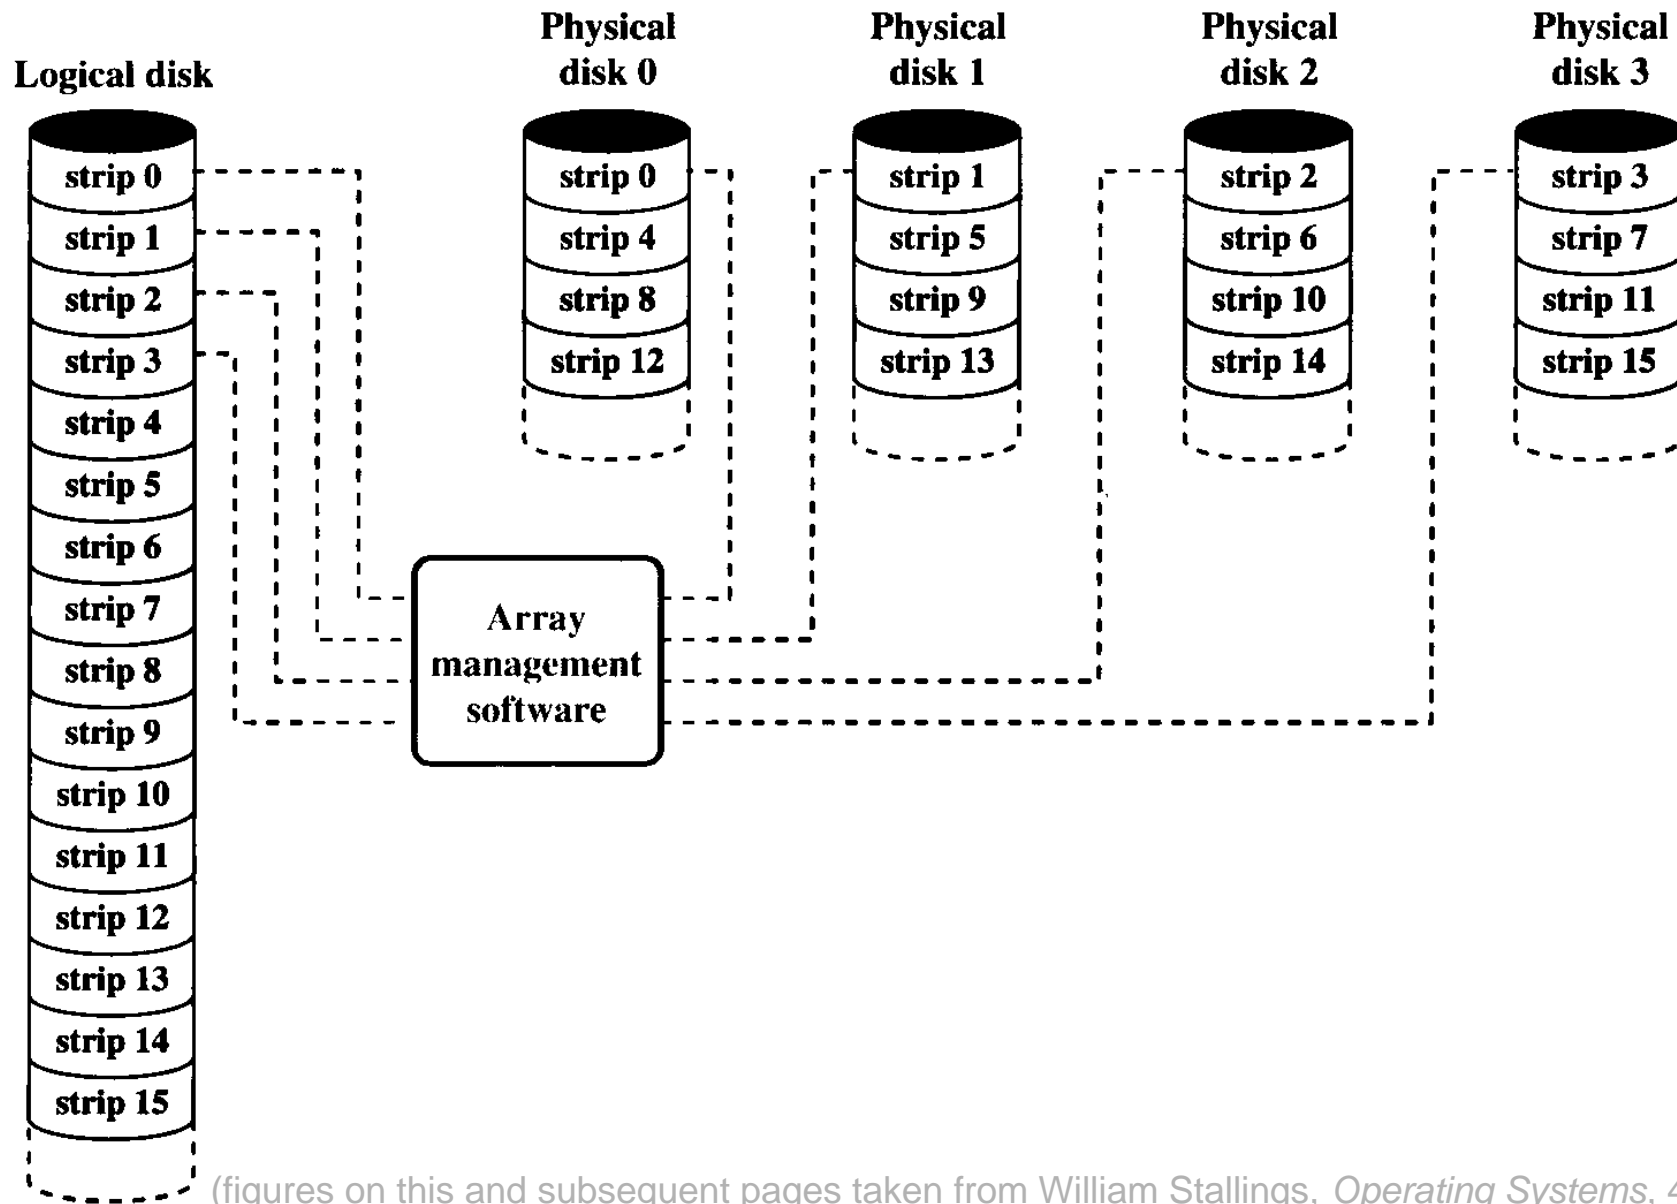 Logical disk
strip 0
strip 1
strip 2
strip 3
strip 4
strip 5
strip 6
strip 7
strip 8
strip 9
strip 10
strip 11
strip 12
strip 13
strip 14
strip 15
Physical
disk 0
strip 0
strip 4
strip 8
strip 12
Physical
disk 1
strip 1
strip 5
strip 9
strip 13
Physical
disk 2
strip 2
strip 6
strip 10
strip 14
Physical
disk 3
strip 3
strip 7
strip 11
strip 15
Array
management
software
(figures on this and subsequent pages taken from William Stallings, Operating Systems,